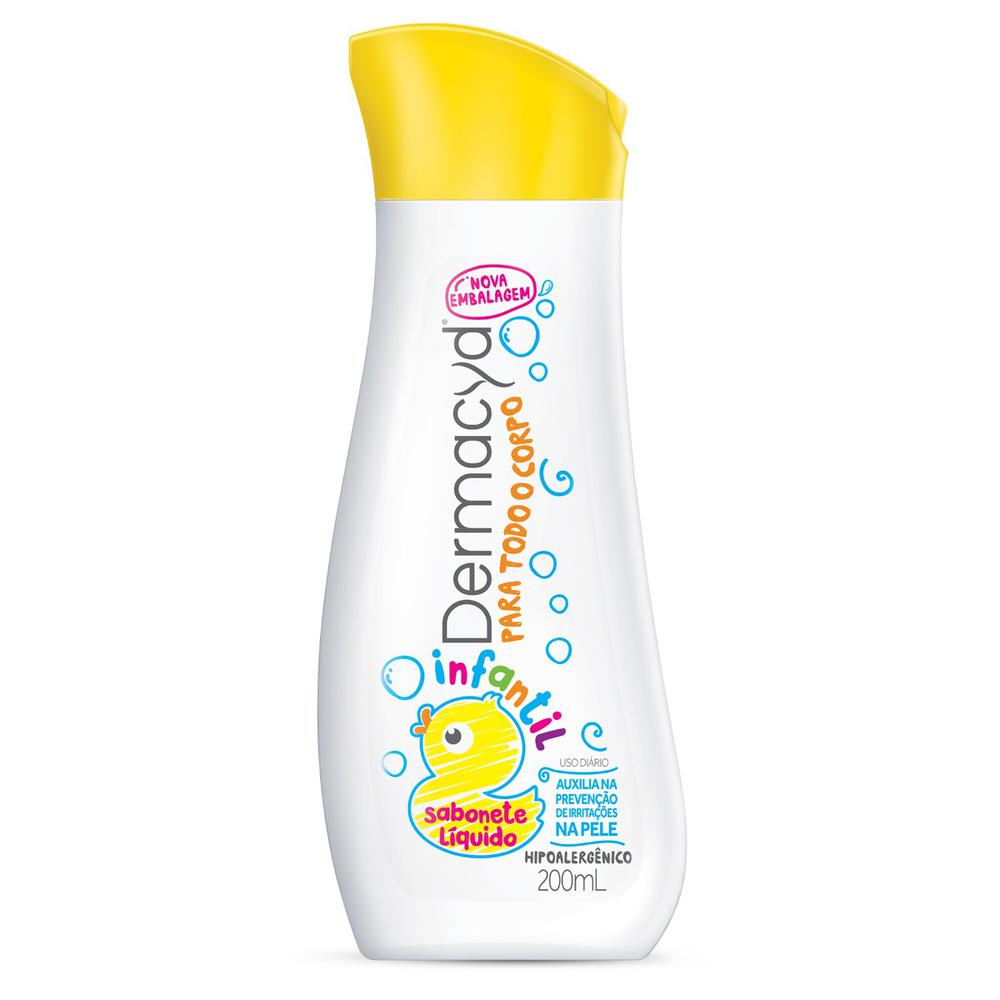 NOVA
EMBALAGEM
Dermacyd®
PARA TODO O CORPO
infantil
sabonete
líquido
USO DIÁRIO
AUXILIA NA
PREVENÇÃO
DE IRRITAÇÕES
NA PELE
HIPOALERGÊNICO
200mL